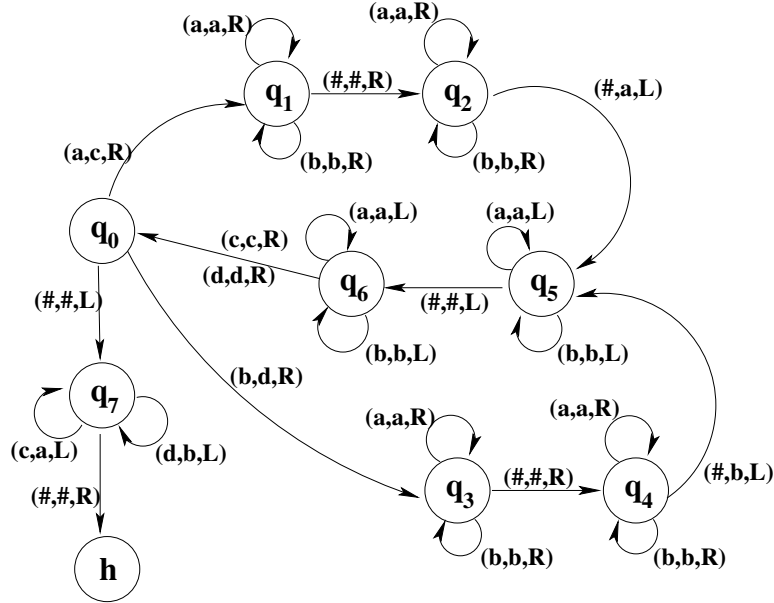 (a,a,R) (a,a,R)
q1 (#,#,R) q2 (#,a,L)
(a,c,R) (b,b,R) (b,b,R)
q0 (c,c,R) (a,a,L) (a,a,L)
(d,d,R) q6 (#,#,L) q5
(#,#,L) (b,b,L) (b,b,L)
q7 (b,d,R)
(c,a,L) (d,b,L) (a,a,R) (a,a,R)
(#,#,R) q3 (#,#,R) q4 (#,b,L)
h (b,b,R) (b,b,R)